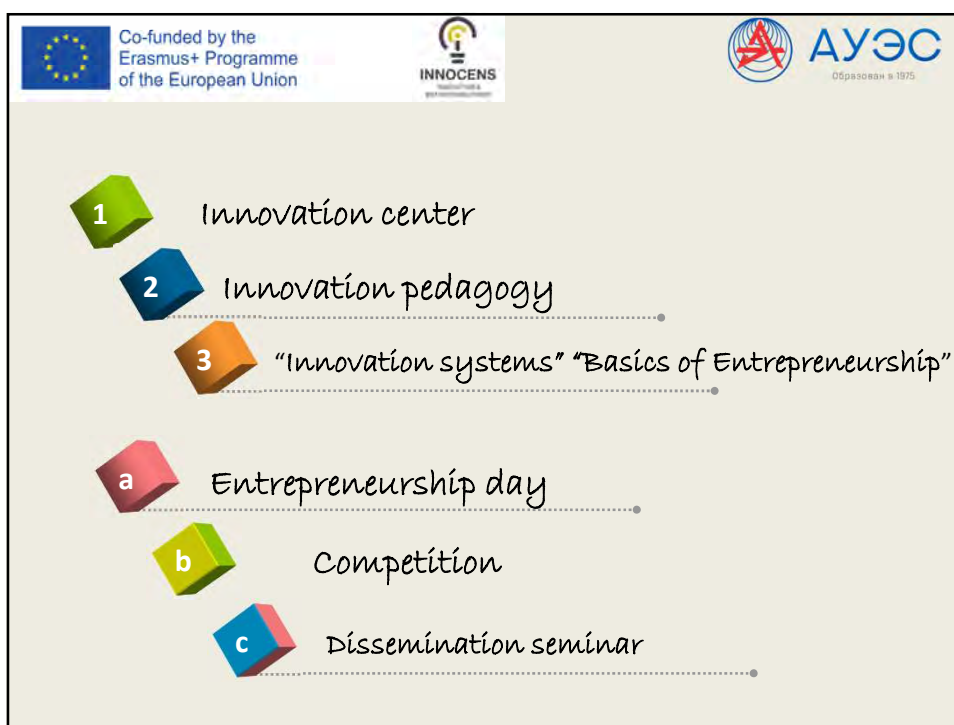 Co-funded by the
Erasmus+ Programme
of the European Union
INNOCENS
АУЭС
Образован в 1975
1 Innovation center
2 Innovation pedagogy
3 “Innovation systems” “Basics of Entrepreneurship”
a Entrepreneurship day
b Competition
c Dissemination seminar